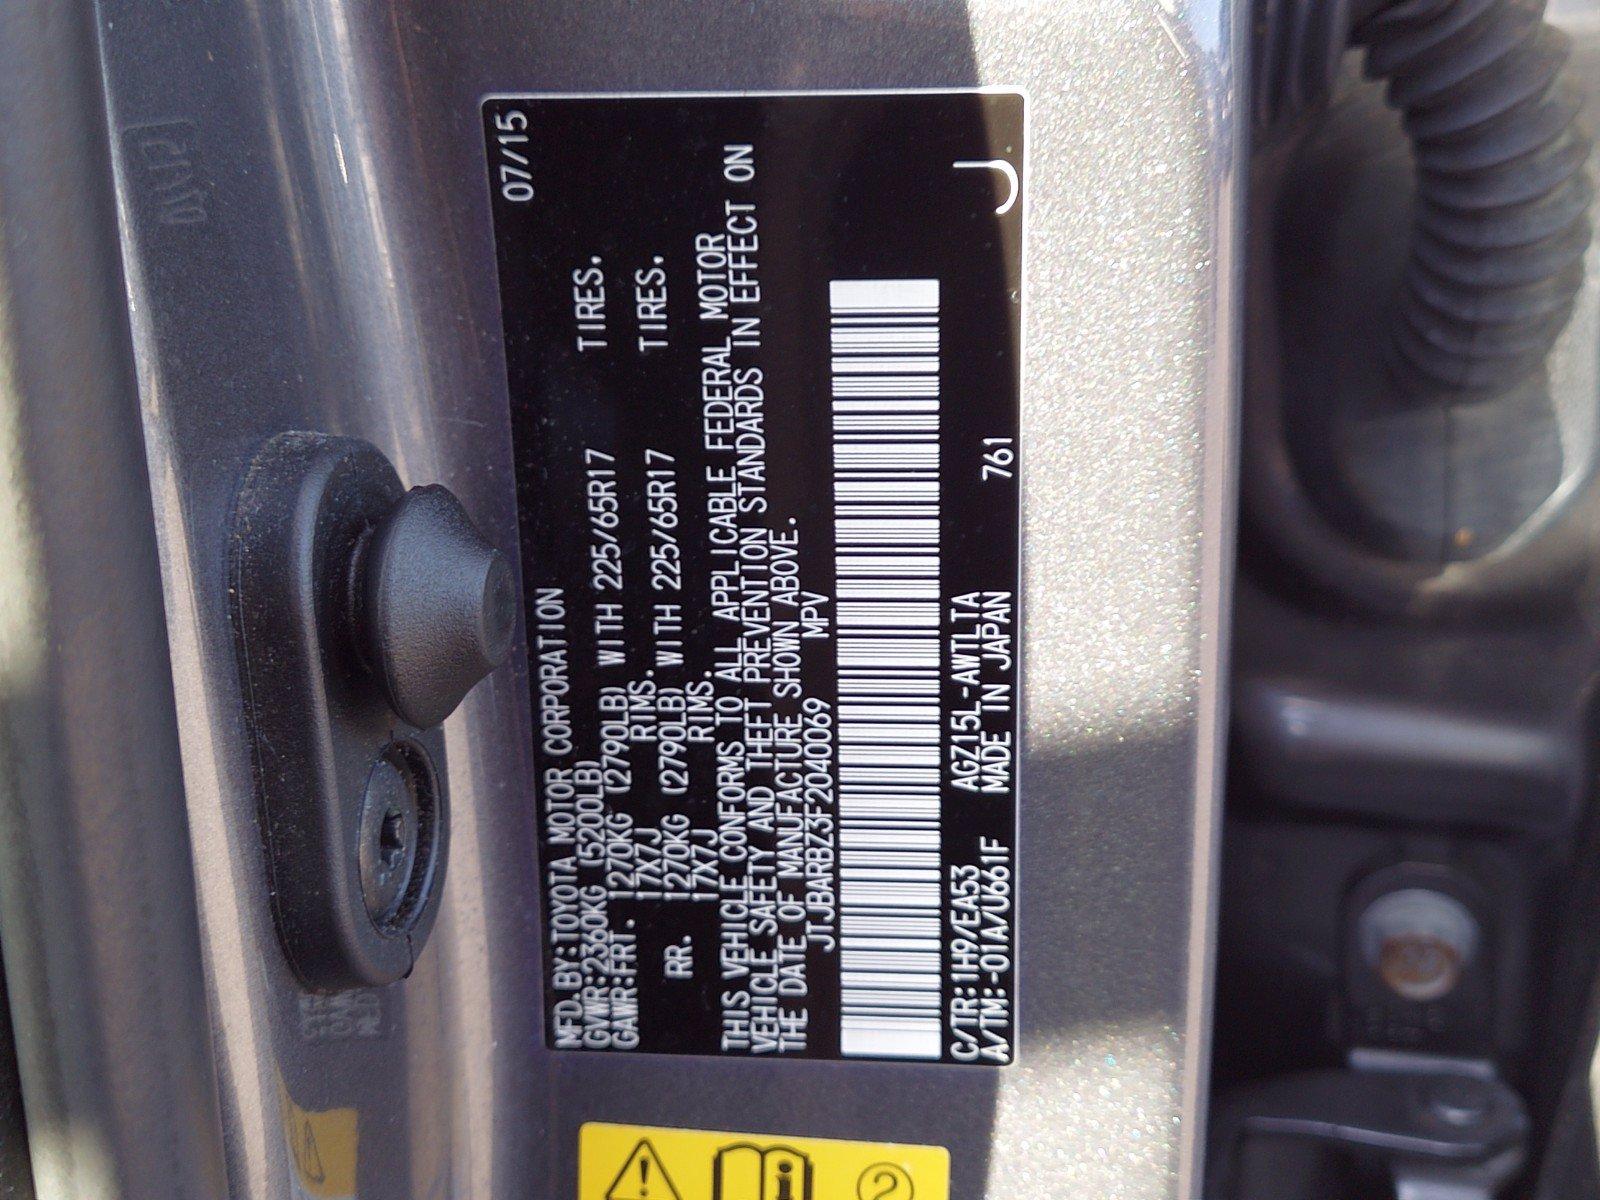 MFD.BY:TOYOTA MOTOR CORPORATION 07/15
GVWR:2360KG (5200LB)
GAWR:FRT. 1270KG (2790LB) WITH 225/65R17 TIRES.
17X7J RIMS.
RR. 1270KG (2790LB) WITH 225/65R17 TIRES.
17X7J RIMS.
THIS VEHICLE CONFORMS TO ALL APPLICABLE FEDERAL MOTOR
VEHICLE SAFETY AND THEFT PREVENTION STANDARDS IN EFFECT ON
THE DATE OF MANUFACTURE SHOWN ABOVE.
JTJBARBZ3F2040069 MPV
C/TR:1H9/EA53 AGZ15L-AWTLTA 761
A/TM:-01A/U661F MADE IN JAPAN
J